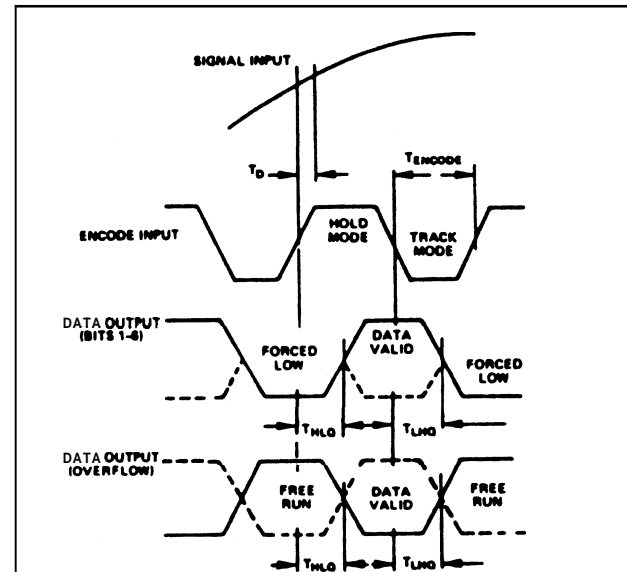 SIGNAL INPUT
T_D
T_ENCODE
ENCODE INPUT
HOLD
MODE
TRACK
MODE
DATA OUTPUT
(BITS 1-6)
FORCED
LOW
DATA
VALID
FORCED
LOW
T_HLQ
T_LHQ
DATA OUTPUT
(OVERFLOW)
FREE
RUN
DATA
VALID
FREE
RUN
T_HLQ
T_LHQ